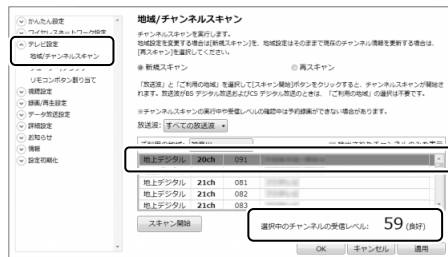 かんたん設定
ワイヤレスネットワーク設定
テレビ設定
地域/チャンネルスキャン
リモコンボタン割り当て
視聴設定
録画/再生設定
データ放送設定
詳細設定
お知らせ
情報
設定初期化
地域/チャンネルスキャン
チャンネルスキャンを実行します。
地域設定を変更する場合は[新規スキャン]を、地域設定はそのままで現在のチャンネル情報を更新する場合は、
[再スキャン]を選択してください。
新規スキャン
再スキャン
「放送波」と「ご利用の地域」を選択して[スキャン開始]ボタンをクリックすると、チャンネルスキャンが開始さ
れます。放送波がBS デジタル放送およびCS デジタル放送のときは、「ご利用の地域」の選択は不要です。
※チャンネルスキャンの実行中や受信レベルの確認中は予約録画ができない場合があります。
放送波: すべての放送波
地上デジタル 20ch 091
地上デジタル 21ch 081
地上デジタル 21ch 082
地上デジタル 21ch 083
スキャン開始
選択中のチャンネルの受信レベル: 59 (良好)
OK キャンセル 適用